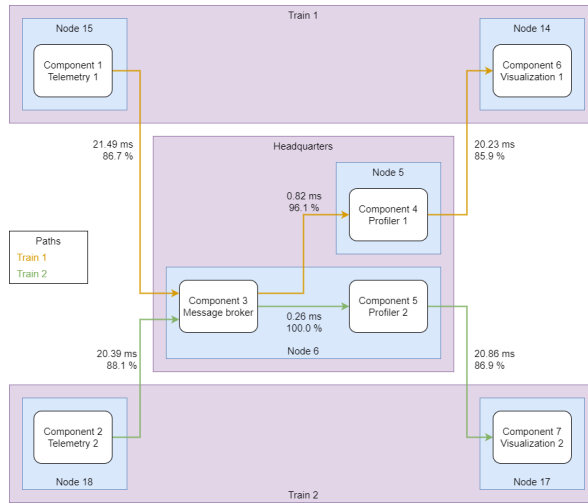 Train 1
Node 15
Node 14
Component 1
Telemetry 1
Component 6
Visualization 1
21.49 ms
86.7 %
20.23 ms
85.9 %
Headquarters
Node 5
0.82 ms
96.1 %
Component 4
Profiler 1
Paths
Train 1
Train 2
Component 3
Message broker
Component 5
Profiler 2
0.26 ms
100.0 %
Node 6
20.39 ms
88.1 %
20.86 ms
86.9 %
Component 2
Telemetry 2
Component 7
Visualization 2
Node 18
Node 17
Train 2